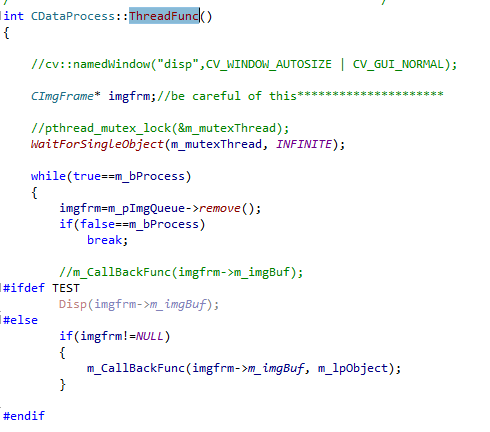 int CDataProcess::ThreadFunc()
{
//cv::namedWindow("disp",CV_WINDOW_AUTOSIZE | CV_GUI_NORMAL);
CImgFrame* imgfrm;//be careful of this*********************
//pthread_mutex_lock(&m_mutexThread);
WaitForSingleObject(m_mutexThread, INFINITE);
while(true==m_bProcess)
{
imgfrm=m_pImgQueue->remove();
if(false==m_bProcess)
break;
//m_CallBackFunc(imgfrm->m_imgBuf);
#ifdef TEST
Disp(imgfrm->m_imgBuf);
#else
if(imgfrm!=NULL)
{
m_CallBackFunc(imgfrm->m_imgBuf, m_lpObject);
}
#endif